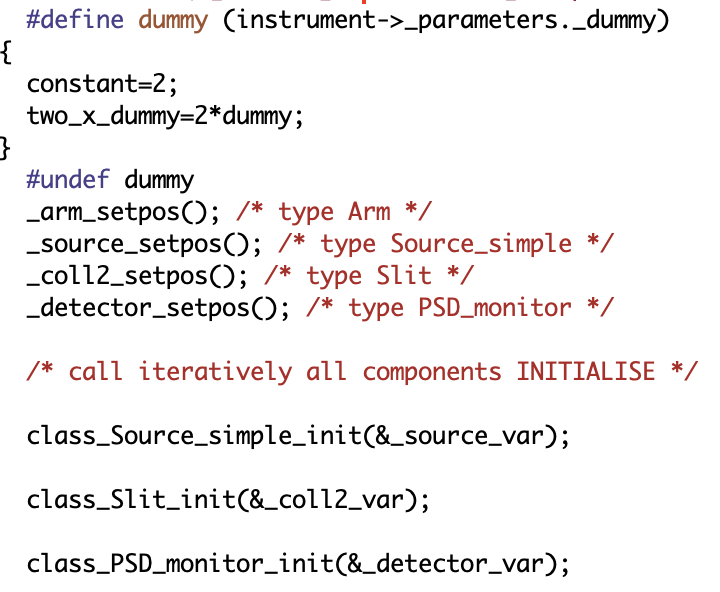 #define dummy (instrument->_parameters._dummy)
{
constant=2;
two_x_dummy=2*dummy;
}
#undef dummy
_arm_setpos(); /* type Arm */
_source_setpos(); /* type Source_simple */
_coll2_setpos(); /* type Slit */
_detector_setpos(); /* type PSD_monitor */
/* call iteratively all components INITIALISE */
class_Source_simple_init(&_source_var);
class_Slit_init(&_coll2_var);
class_PSD_monitor_init(&_detector_var);